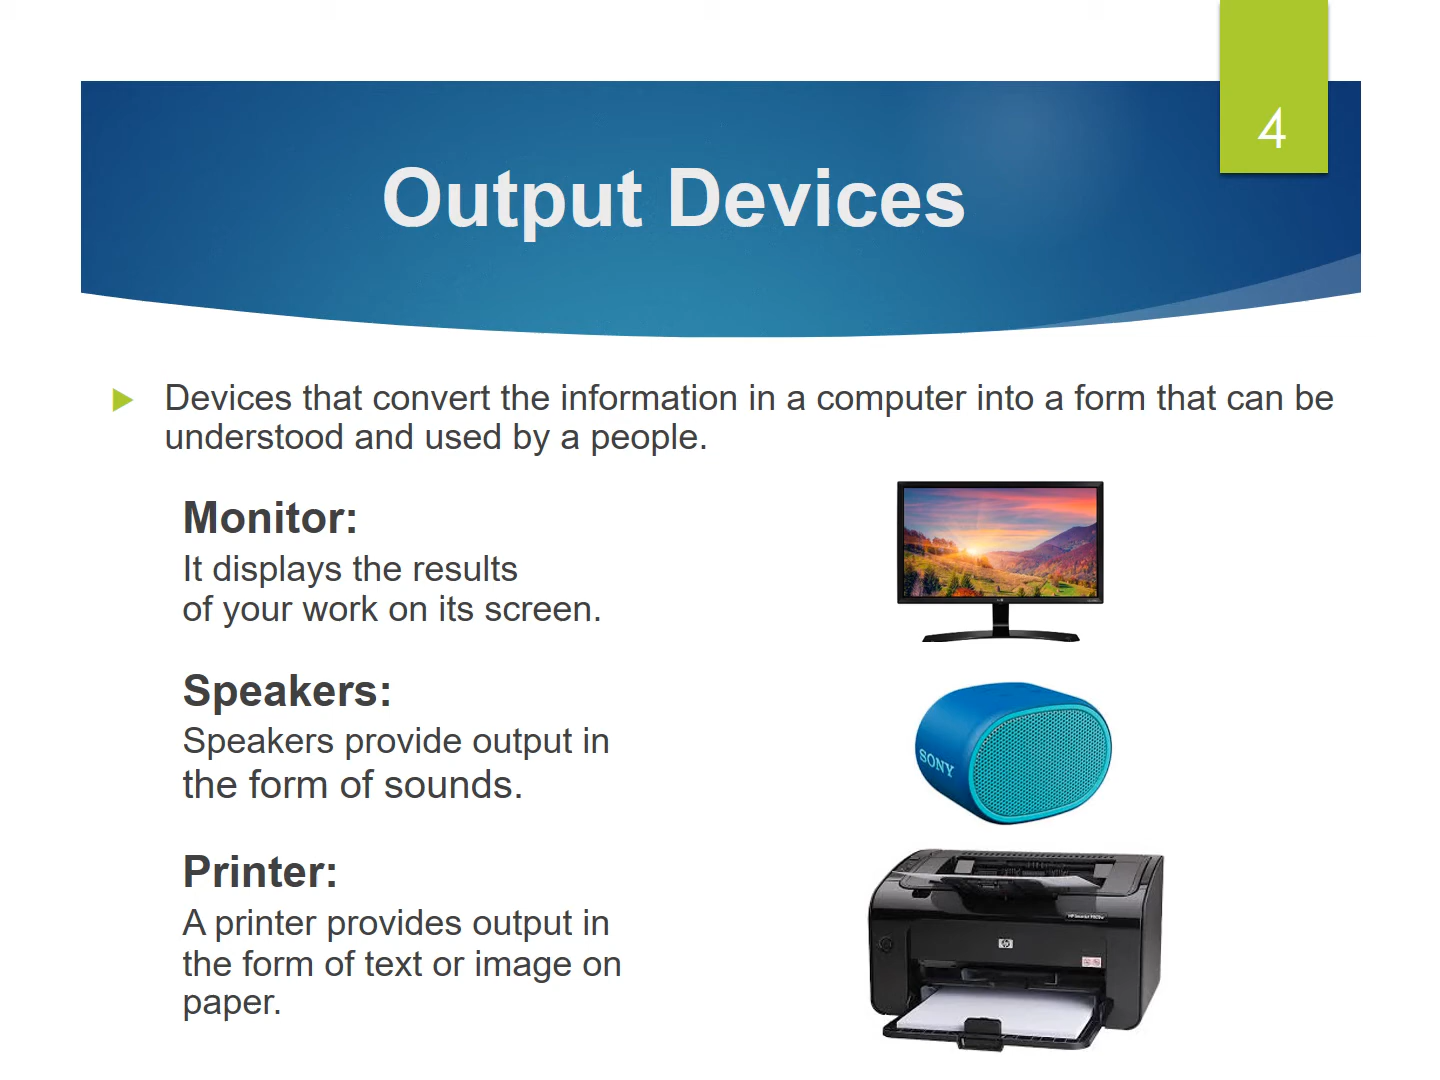 4
Output Devices
Devices that convert the information in a computer into a form that can be
understood and used by a people.
Monitor:
It displays the results
of your work on its screen.
Speakers:
Speakers provide output in
the form of sounds.
SONY
Printer:
A printer provides output in
the form of text or image on
paper.
hp